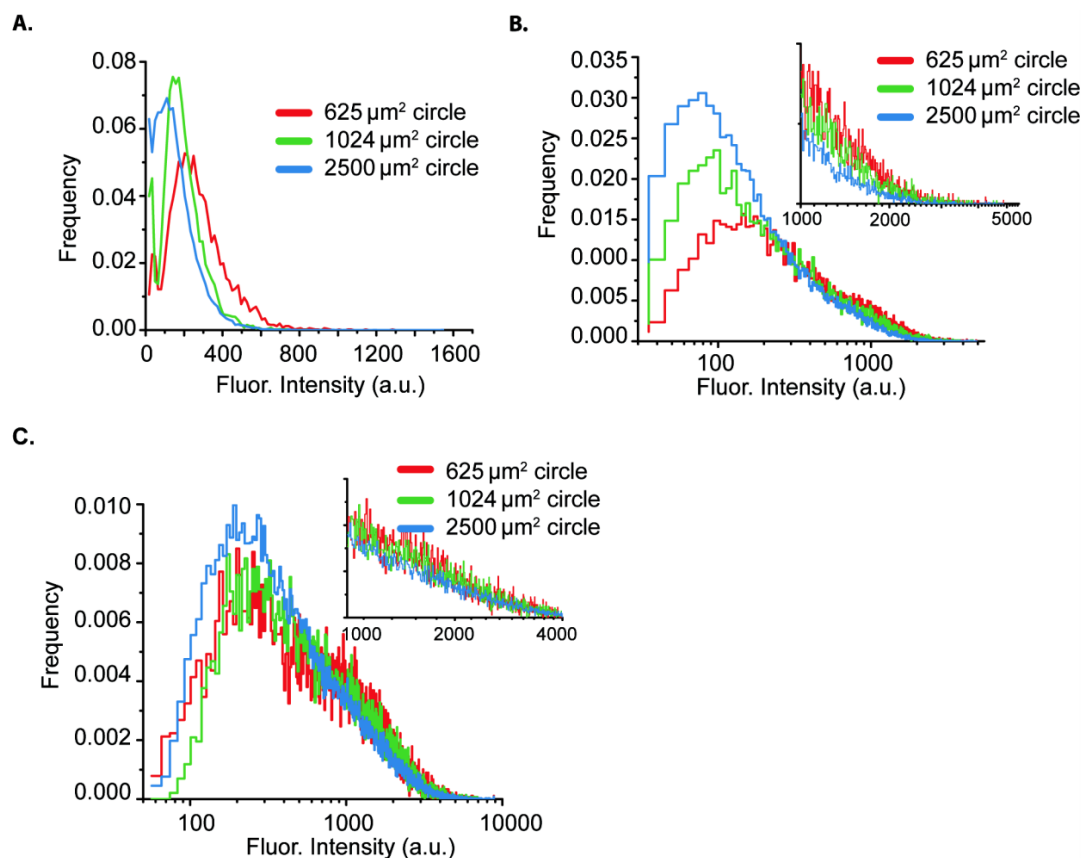 A.
0.08
0.06
0.04
0.02
0.00
Frequency
625 µm² circle
1024 µm² circle
2500 µm² circle
0 400 800 1200 1600
Fluor. Intensity (a.u.)
B.
0.035
0.030
0.025
0.020
0.015
0.000
0.005
0.000
Frequency
625 µm² circle
1024 µm² circle
2500 µm² circle
1000 2000 5000
100 1000
Fluor. Intensity (a.u.)
C.
0.010
0.008
0.006
0.004
0.002
0.000
Frequency
625 µm² circle
1024 µm² circle
2500 µm² circle
1000 2000 4000
100 1000 10000
Fluor. Intensity (a.u.)